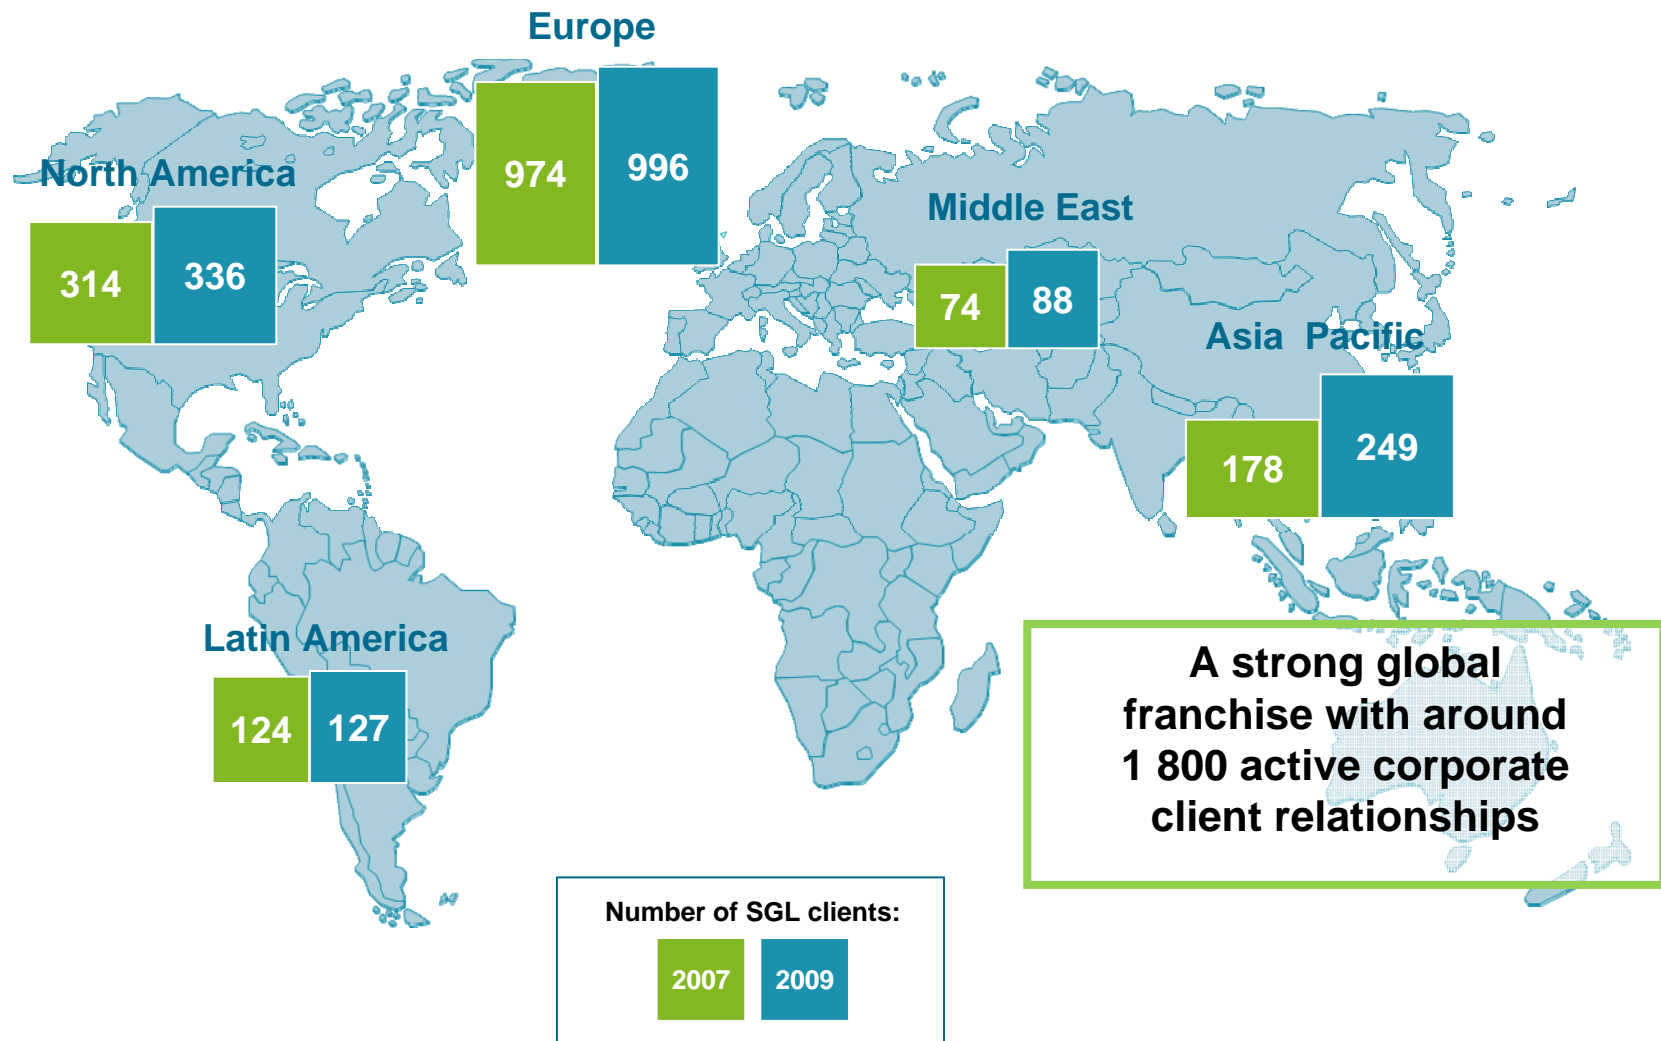 Europe
974
996
North America
314
336
Middle East
74
88
Asia Pacific
178
249
Latin America
124
127
A strong global
franchise with around
1 800 active corporate
client relationships
Number of SGL clients:
2007
2009